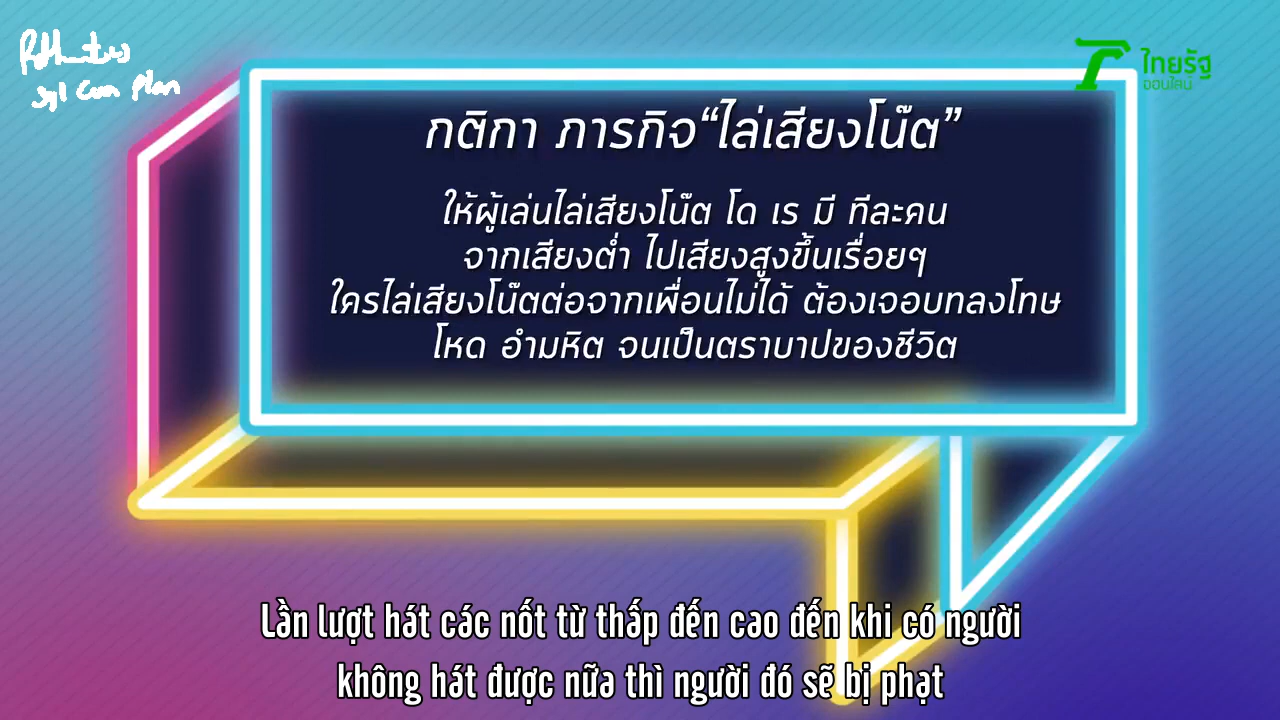 ไทยรัฐ
ออนไลน์
กติกา ภารกิจ“ไล่เสียงโน๊ต”
ให้ผู้เล่นไล่เสียงโน๊ต โด เร มี ทีละคน
จากเสียงต่ำ ไปเสียงสูงขึ้นเรื่อยๆ
ใครไล่เสียงโน๊ตต่อจากเพื่อนไม่ได้ ต้องเจอบทลงโทษ
โหด อำมหิต จนเป็นตราบาปของชีวิต
Lần lượt hát các nốt từ thấp đến cao đến khi có người
không hát được nữa thì người đó sẽ bị phạt